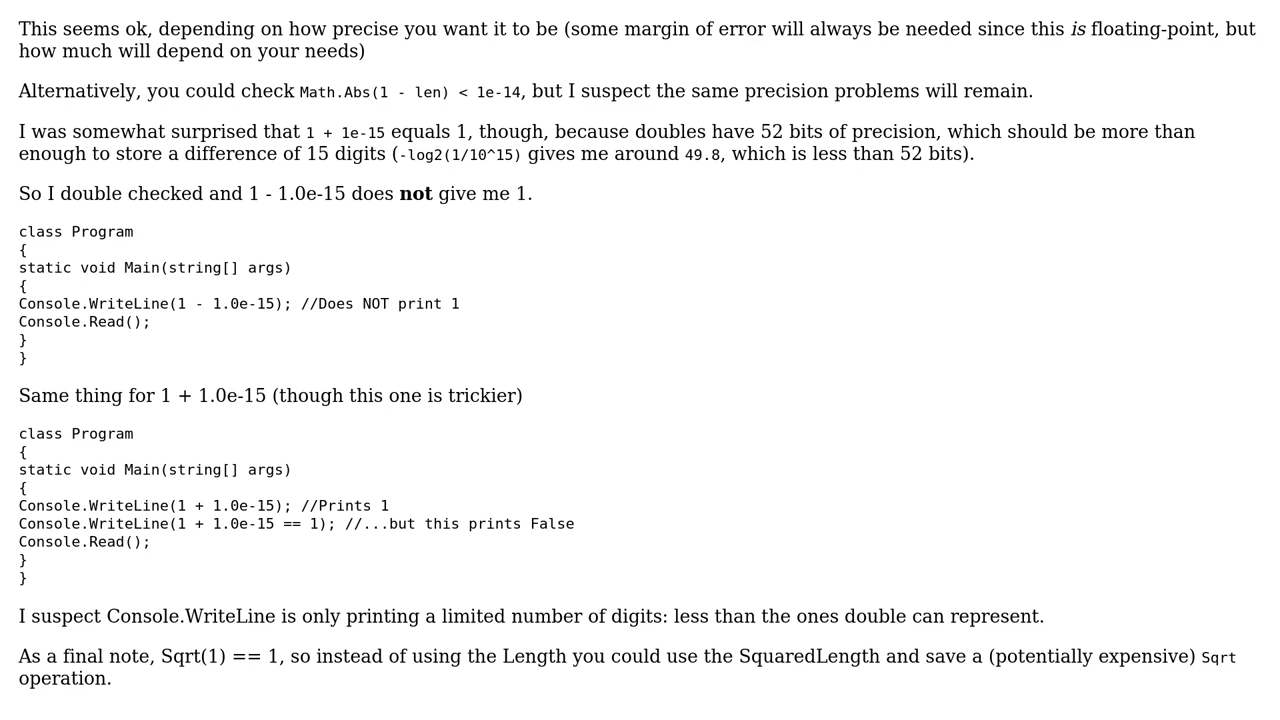 This seems ok, depending on how precise you want it to be (some margin of error will always be needed since this is floating-point, but
how much will depend on your needs)
Alternatively, you could check Math.Abs(1 - len) < 1e-14, but I suspect the same precision problems will remain.
I was somewhat surprised that 1 + 1e-15 equals 1, though, because doubles have 52 bits of precision, which should be more than
enough to store a difference of 15 digits (-log2(1/10^15) gives me around 49.8, which is less than 52 bits).
So I double checked and 1 - 1.0e-15 does not give me 1.
class Program
{
static void Main(string[] args)
{
Console.WriteLine(1 - 1.0e-15); //Does NOT print 1
Console.Read();
}
}
Same thing for 1 + 1.0e-15 (though this one is trickier)
class Program
{
static void Main(string[] args)
{
Console.WriteLine(1 + 1.0e-15); //Prints 1
Console.WriteLine(1 + 1.0e-15 == 1); //...but this prints False
Console.Read();
}
}
I suspect Console.WriteLine is only printing a limited number of digits: less than the ones double can represent.
As a final note, Sqrt(1) == 1, so instead of using the Length you could use the SquaredLength and save a (potentially expensive) Sqrt
operation.